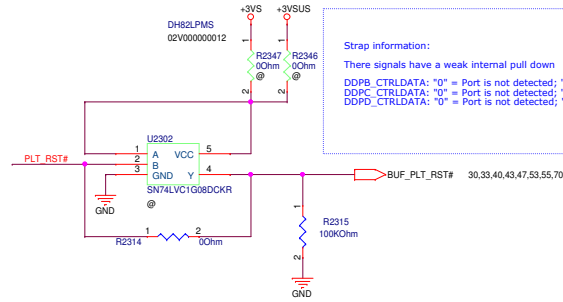 +3VS +3VSUS
DH82LPMS
02V000000012
1 1
R2347 R2346
0Ohm 0Ohm
@ @
2 2
Strap information:
There signals have a weak internal pull down
DDPB_CTRLDATA: "0" = Port is not detected; "
DDPC_CTRLDATA: "0" = Port is not detected; "
DDPD_CTRLDATA: "0" = Port is not detected; "
U2302
1 A VCC 5
PLT_RST# 2 B
3 GND Y 4
SN74LVC1G08DCKR
@
GND
BUF_PLT_RST# 30,33,40,43,47,53,55,70
1 2
R2314 0Ohm
1
R2315
100KOhm
2
GND